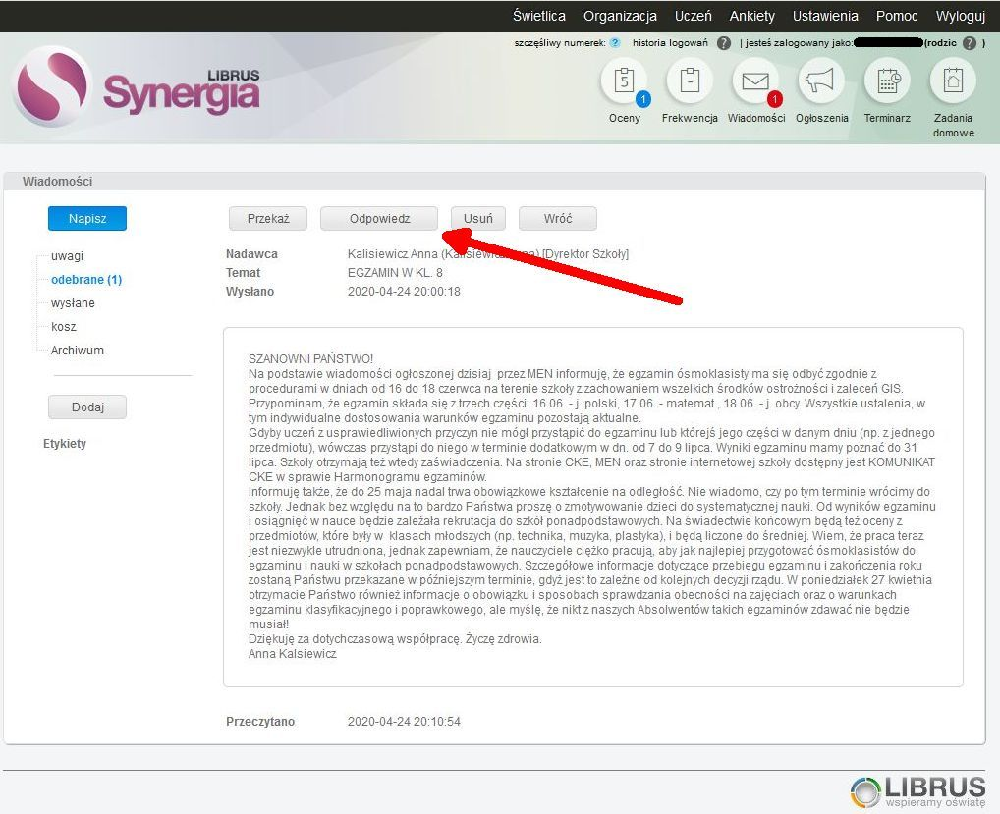 Świetlica Organizacja Uczeń Ankiety Ustawienia Pomoc Wyloguj
szczęśliwy numerek: ? historia logowań ? | jesteś zalogowany jako: (rodzic ? )
LIBRUS
Synergia
5 1 - 1
Oceny Frekwencja Wiadomości Ogłoszenia Terminarz Zadania
domowe
Wiadomości
Napisz
uwagi
odebrane (1)
wysłane
kosz
Archiwum
Dodaj
Etykiety
Przekaż Odpowiedz Usuń Wróć
Nadawca Kalisiewicz Anna (Kalisiewicz Anna) [Dyrektor Szkoły]
Temat EGZAMIN W KL. 8
Wysłano 2020-04-24 20:00:18
SZANOWNI PAŃSTWO!
Na podstawie wiadomości ogłoszonej dzisiaj przez MEN informuję, że egzamin ósmoklasisty ma się odbyć zgodnie z
procedurami w dniach od 16 do 18 czerwca na terenie szkoły z zachowaniem wszelkich środków ostrożności i zaleceń GIS.
Przypominam, że egzamin składa się z trzech części: 16.06. - j. polski, 17.06. - matemat., 18.06. - j. obcy. Wszystkie ustalenia, w
tym indywidualne dostosowania warunków egzaminu pozostają aktualne.
Gdyby uczeń z usprawiedliwionych przyczyn nie mógł przystąpić do egzaminu lub którejś jego części w danym dniu (np. z jednego
przedmiotu), wówczas przystąpi do niego w terminie dodatkowym w dn. od 7 do 9 lipca. Wyniki egzaminu mamy poznać do 31
lipca. Szkoły otrzymają też wtedy zaświadczenia. Na stronie CKE, MEN oraz stronie internetowej szkoły dostępny jest KOMUNIKAT
CKE w sprawie Harmonogramu egzaminów.
Informuję także, że do 25 maja nadal trwa obowiązkowe kształcenie na odległość. Nie wiadomo, czy po tym terminie wrócimy do
szkoły. Jednak bez względu na to bardzo Państwa proszę o zmotywowanie dzieci do systematycznej nauki. Od wyników egzaminu
i osiągnięć w nauce będzie zależała rekrutacja do szkół ponadpodstawowych. Na świadectwie końcowym będą też oceny z
przedmiotów, które były w klasach młodszych (np. technika, muzyka, plastyka), i będą liczone do średniej. Wiem, że praca teraz
jest niezwykle utrudniona, jednak zapewniam, że nauczyciele ciężko pracują, aby jak najlepiej przygotować ósmoklasistów do
egzaminu i nauki w szkołach ponadpodstawowych. Szczegółowe informacje dotyczące przebiegu egzaminu i zakończenia roku
zostaną Państwu przekazane w późniejszym terminie, gdyż jest to zależne od kolejnych decyzji rządu. W poniedziałek 27 kwietnia
otrzymacie Państwo również informacje o obowiązku i sposobach sprawdzania obecności na zajęciach oraz o warunkach
egzaminu klasyfikacyjnego i poprawkowego, ale myślę, że nikt z naszych Absolwentów takich egzaminów zdawać nie będzie
musiał!
Dziękuję za dotychczasową współpracę. Życzę zdrowia.
Anna Kalsiewicz
Przeczytano 2020-04-24 20:10:54
LIBRUS
wspieramy oświatę